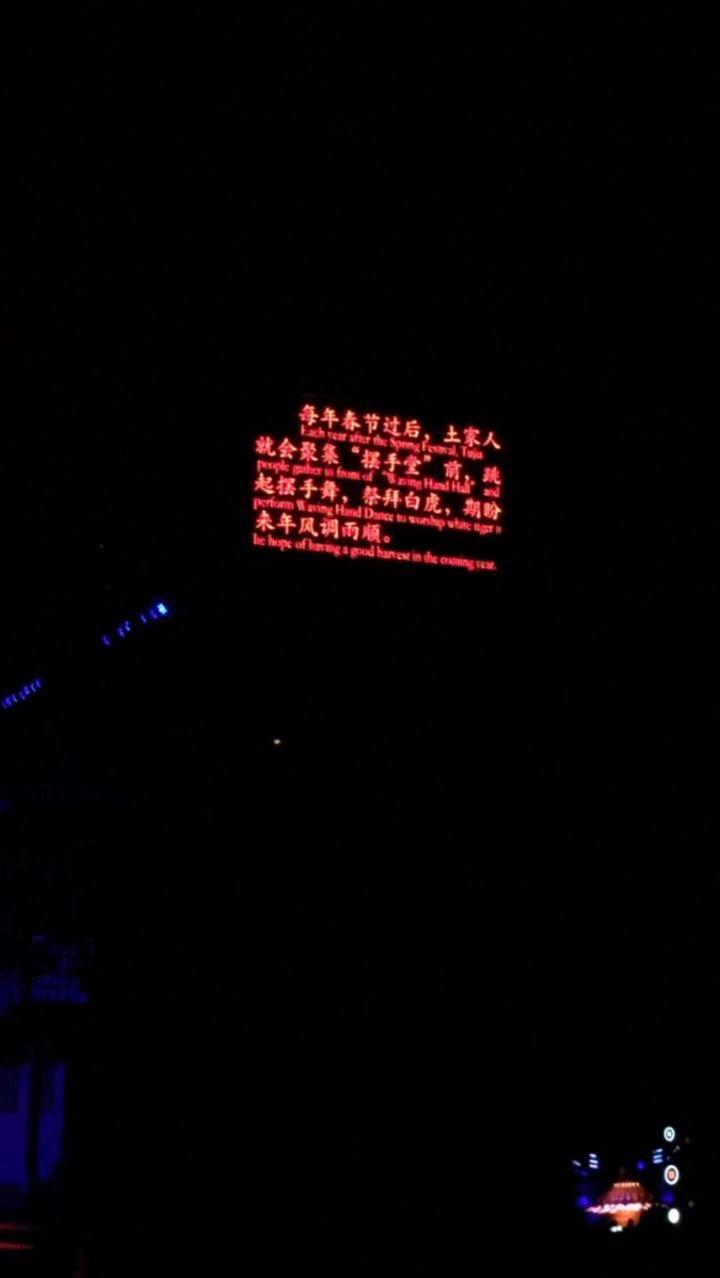 每年春节过后，土家人
Each year after the Spring Festival, Tujia
就会聚集“摆手堂”前，跳
people gather in front of "Waving Hand Hall" and
起摆手舞，祭拜白虎，期盼
perform Waving Hand Dance to worship white tiger in
来年风调雨顺。
he hope of having a good harvest in the coming year.